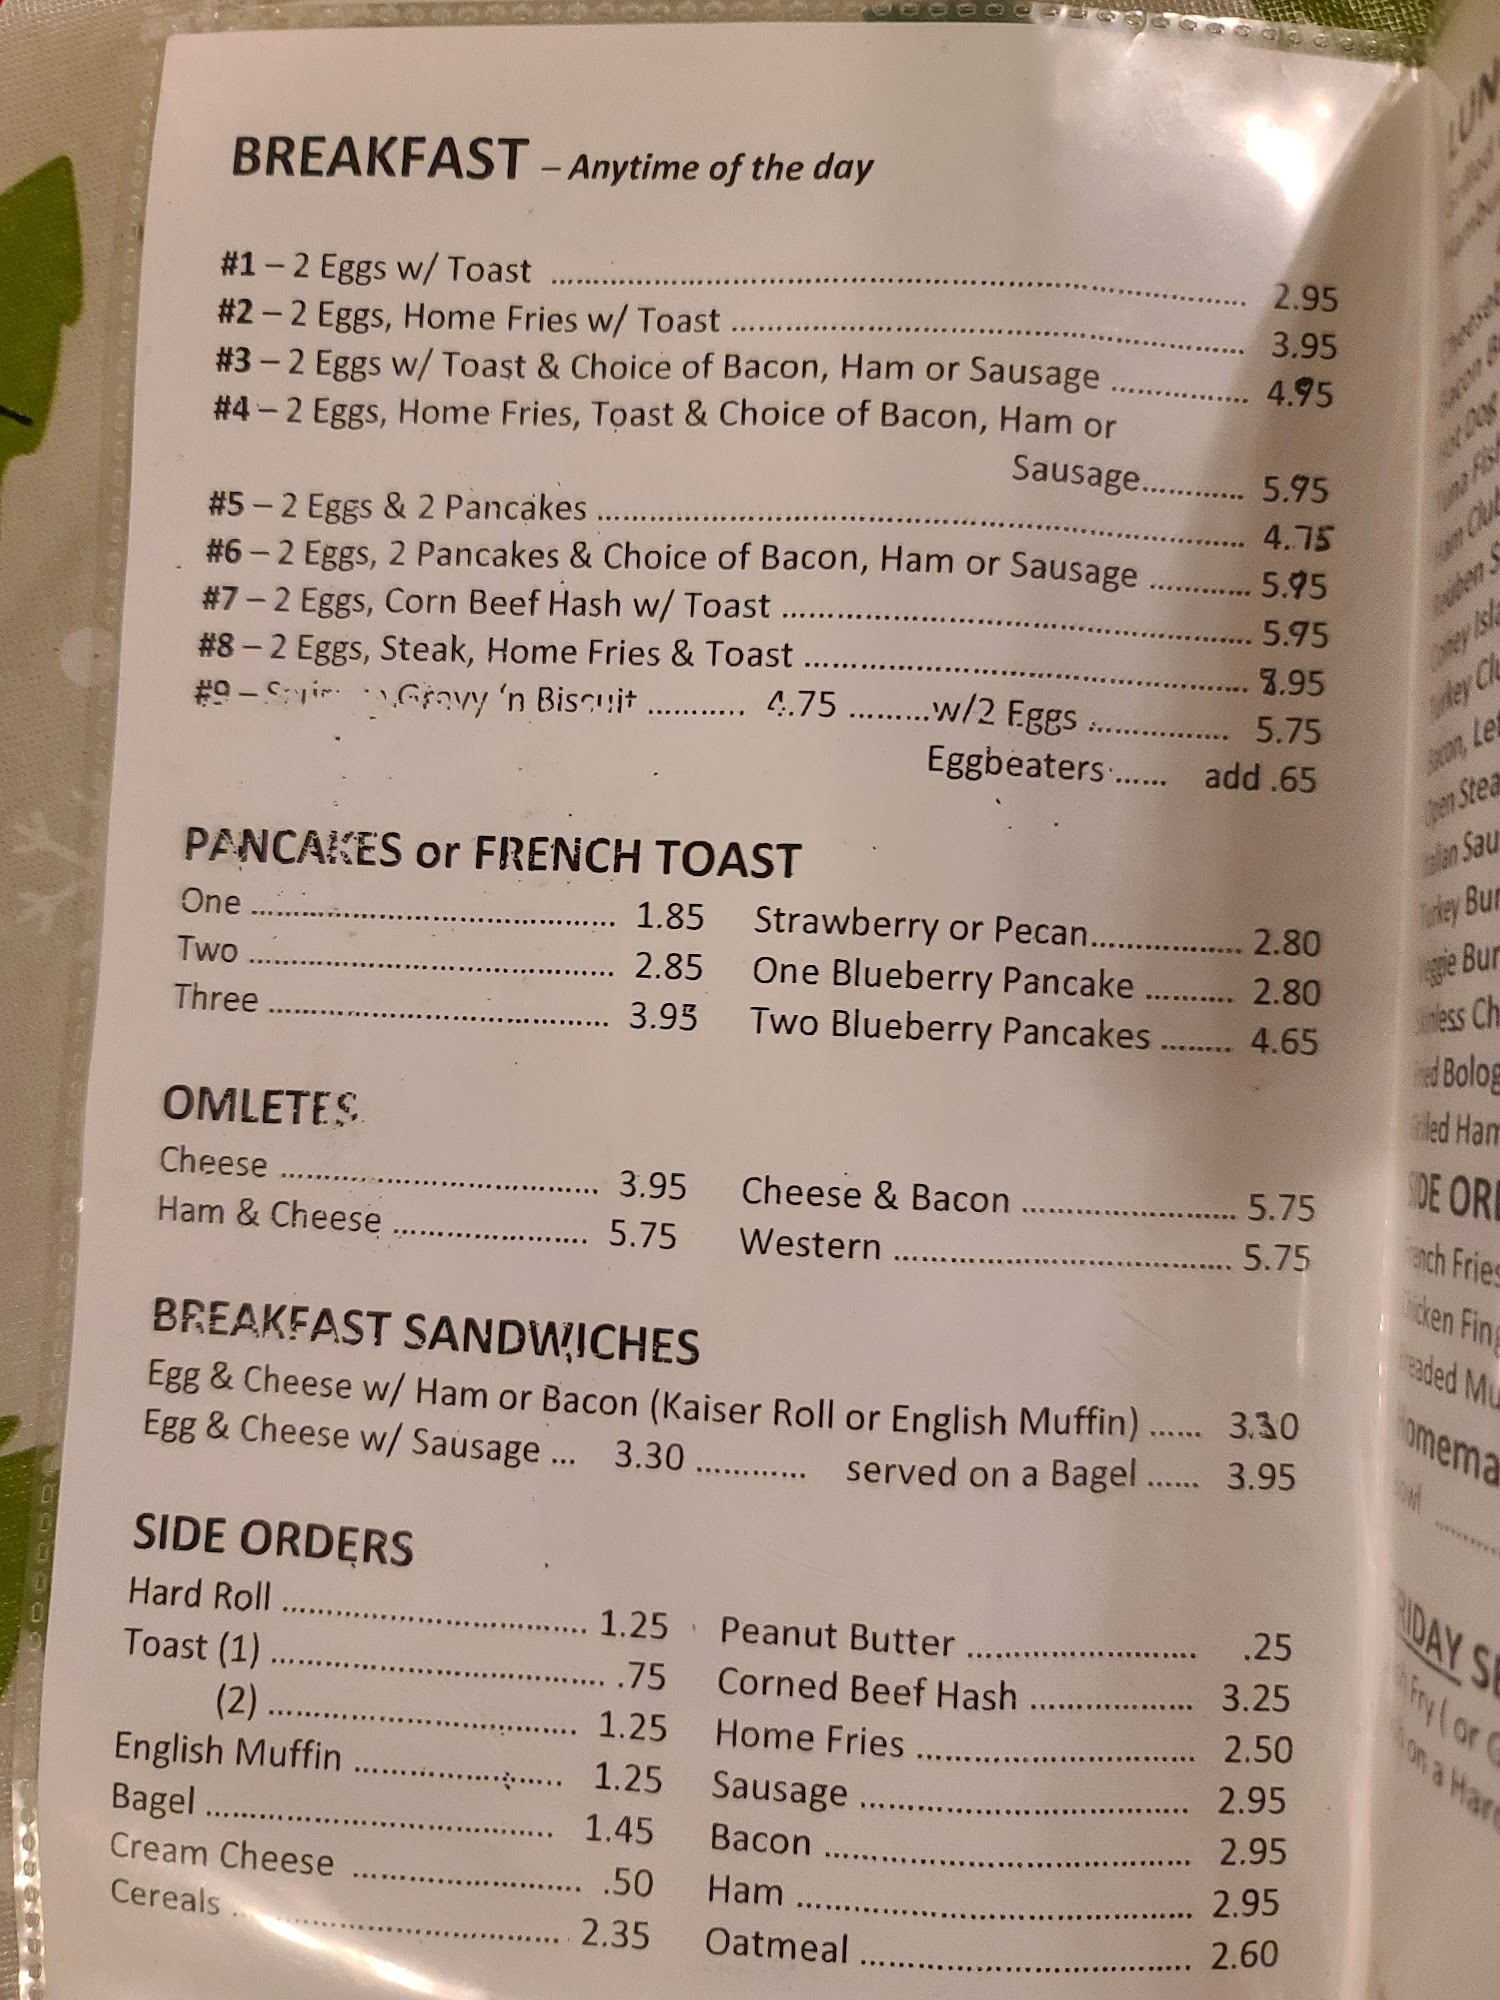 BREAKFAST – Anytime of the day
#1 – 2 Eggs w/ Toast ........ 2.95
#2 – 2 Eggs, Home Fries w/ Toast ........ 3.95
#3 – 2 Eggs w/ Toast & Choice of Bacon, Ham or Sausage ........ 4.95
#4 – 2 Eggs, Home Fries, Toast & Choice of Bacon, Ham or
Sausage........ 5.95
#5 – 2 Eggs & 2 Pancakes ........ 4.75
#6 – 2 Eggs, 2 Pancakes & Choice of Bacon, Ham or Sausage ........ 5.95
#7 – 2 Eggs, Corn Beef Hash w/ Toast ........ 5.95
#8 – 2 Eggs, Steak, Home Fries & Toast ........ 8.95
#9 – Gravy ‘n Biscuit ........ 4.75 ........w/2 Eggs ........ 5.75
Eggbeaters ...... add .65
PANCAKES or FRENCH TOAST
One ........ 1.85 Strawberry or Pecan........ 2.80
Two ........ 2.85 One Blueberry Pancake ........ 2.80
Three ........ 3.95 Two Blueberry Pancakes ........ 4.65
OMLETES
Cheese ........ 3.95 Cheese & Bacon ........ 5.75
Ham & Cheese ........ 5.75 Western ........ 5.75
BREAKFAST SANDWICHES
Egg & Cheese w/ Ham or Bacon (Kaiser Roll or English Muffin) ...... 3.30
Egg & Cheese w/ Sausage ... 3.30 ............ served on a Bagel ...... 3.95
SIDE ORDERS
Hard Roll ........ 1.25 Peanut Butter ........ .25
Toast (1) ........ .75 Corned Beef Hash ........ 3.25
(2) ........ 1.25 Home Fries ........ 2.50
English Muffin ........ 1.25 Sausage ........ 2.95
Bagel ........ 1.45 Bacon ........ 2.95
Cream Cheese ........ .50 Ham ........ 2.95
Cereals ........ 2.35 Oatmeal ........ 2.60